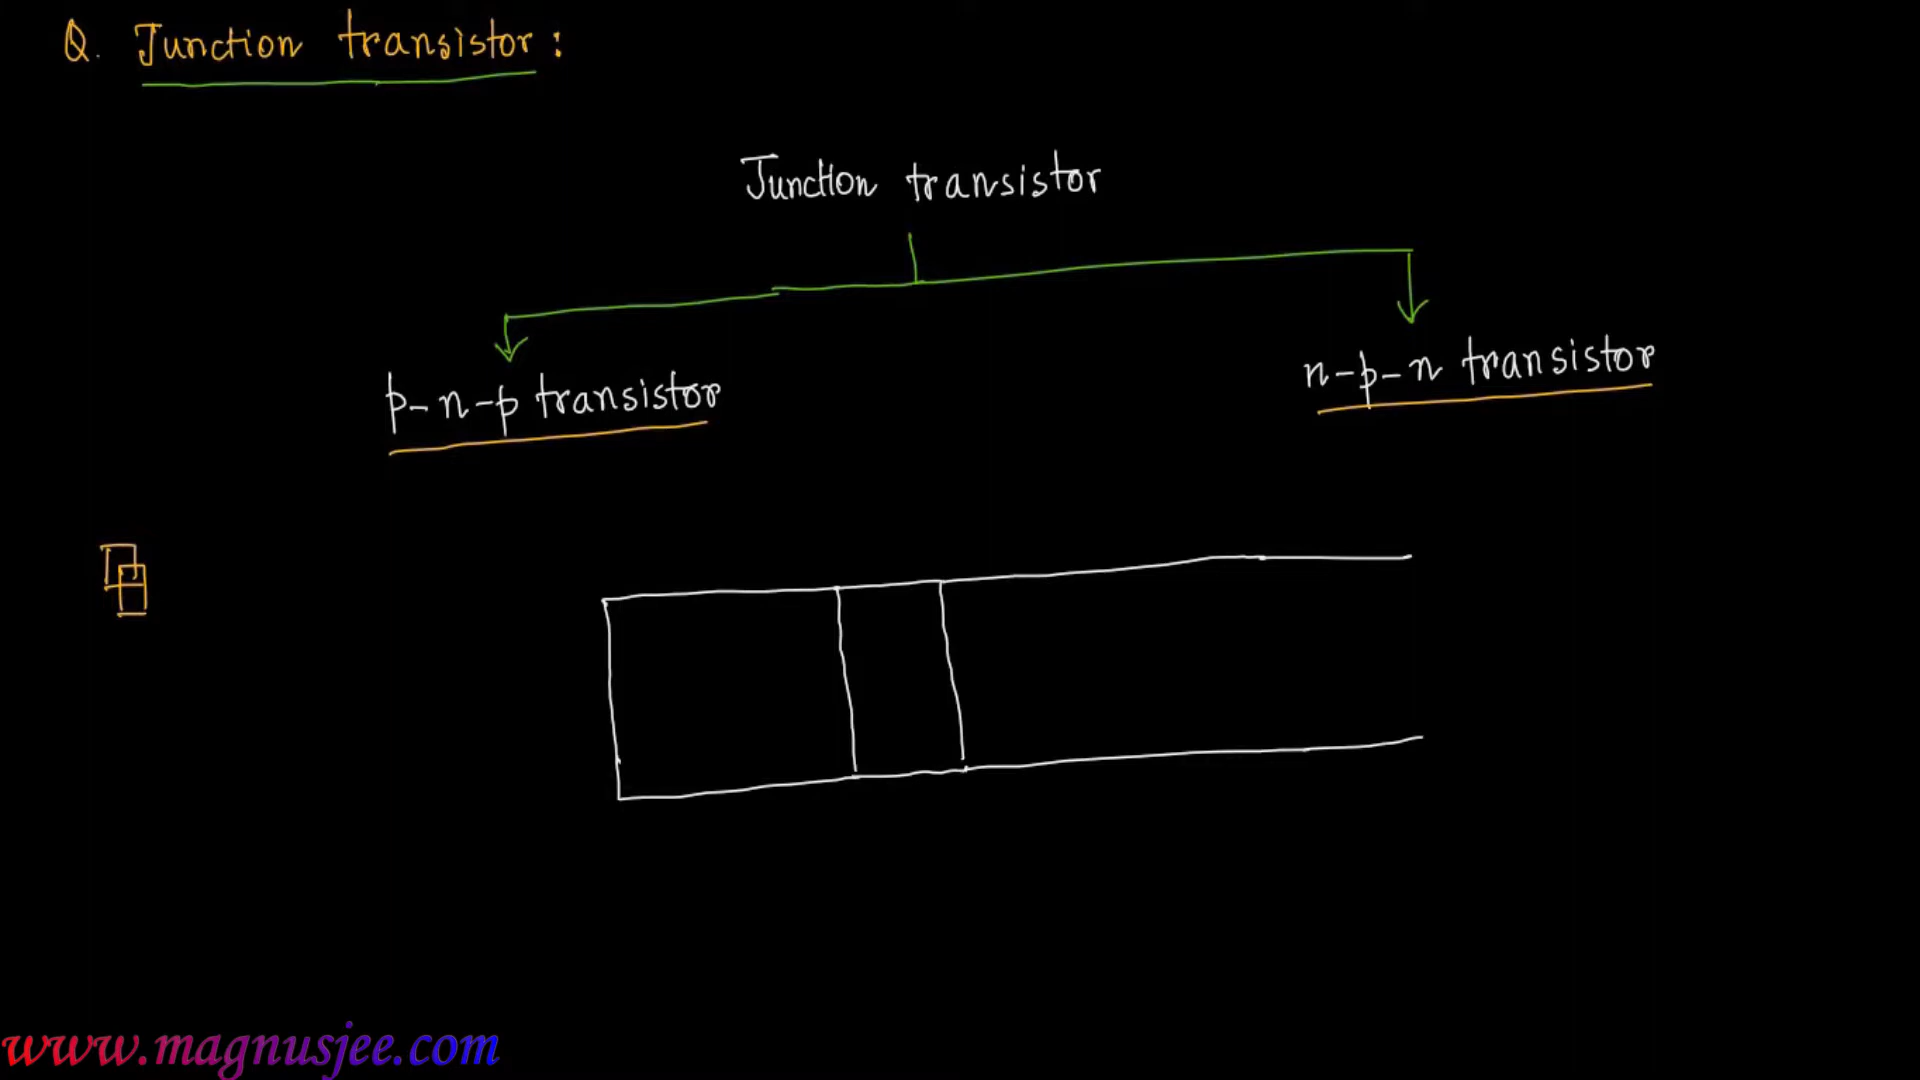 Q. Junction transistor :
Junction transistor
p-n-p transistor
n-p-n transistor
www.magnusjee.com